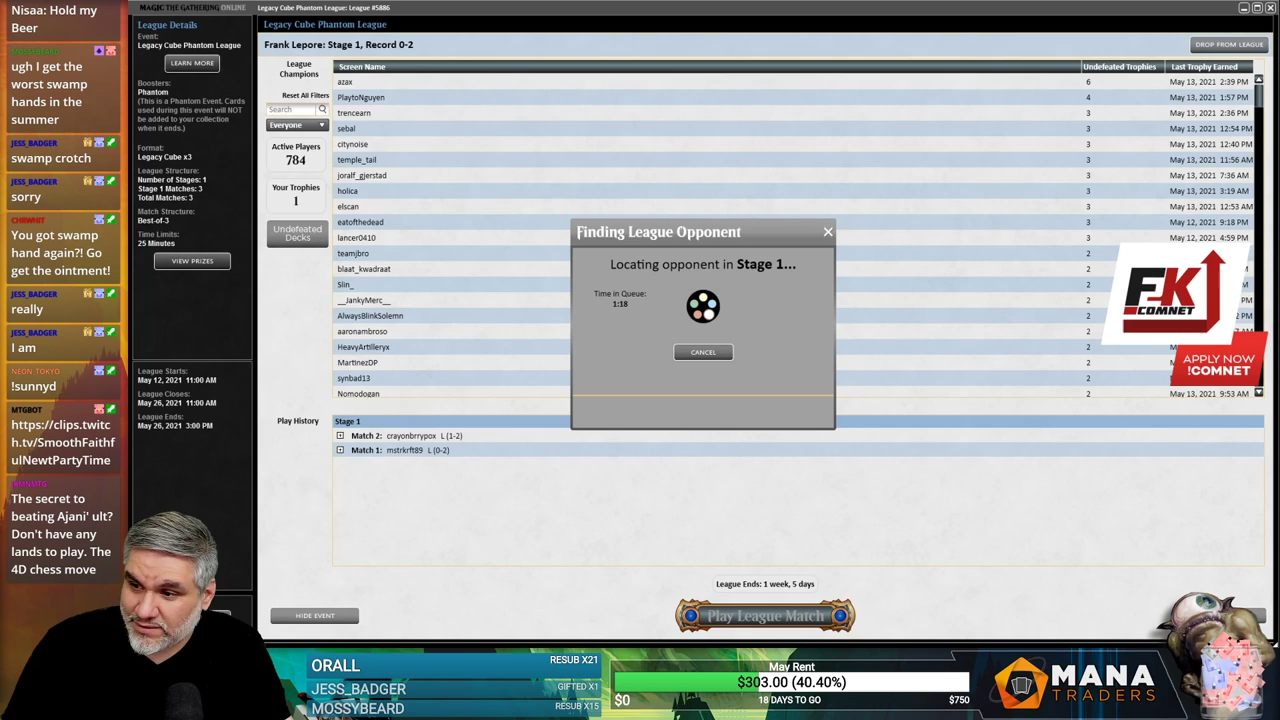 Nisaa: Hold my
Beer
MOSSYBEARD
ugh I get the
worst swamp
hands in the
summer
JESS_BADGER
swamp crotch
JESS_BADGER
sorry
CHRWHIT
You got swamp
hand again?! Go
get the ointment!
JESS_BADGER
really
JESS_BADGER
I am
NEON_TOKYO
!sunnyd
MTGBOT
https://clips.twitc
h.tv/SmoothFaithf
ulNewtPartyTime
The secret to
beating Ajani' ult?
Don't have any
lands to play. The
4D chess move
MAGIC THE GATHERING ONLINE
Legacy Cube Phantom League: League #5886
League Details
Event:
Legacy Cube Phantom League
LEARN MORE
Boosters:
Phantom
(This is a Phantom Event. Cards
used during this event will NOT
be added to your collection
when it ends.)
Format:
Legacy Cube x3
League Structure:
Number of Stages: 1
Stage 1 Matches: 3
Total Matches: 3
Match Structure:
Best-of-3
Time Limits:
25 Minutes
VIEW PRIZES
League Starts:
May 12, 2021 11:00 AM
League Closes:
May 26, 2021 11:00 AM
League Ends:
May 26, 2021 3:00 PM
Legacy Cube Phantom League
Frank Lepore: Stage 1, Record 0-2
DROP FROM LEAGUE
League
Champions
Reset All Filters
Search
Everyone
Active Players
784
Your Trophies
1
Undefeated
Decks
Screen Name Undefeated Trophies Last Trophy Earned
azax 6 May 13, 2021 2:39 PM
PlaytoNguyen 4 May 13, 2021 1:57 PM
trencearn 3 May 13, 2021 2:36 PM
sebal 3 May 13, 2021 12:54 PM
citynoise 3 May 13, 2021 12:40 PM
temple_tail 3 May 13, 2021 11:56 AM
joralf_gjerstad 3 May 13, 2021 7:36 AM
holica 3 May 13, 2021 3:19 AM
elscan 3 May 13, 2021 12:53 AM
eatofthedead 3 May 12, 2021 9:18 PM
lancer0410 3 May 12, 2021 4:59 PM
teamjbro 2
blaat_kwadraat 2
Slin_ 2
__JankyMerc__ 2
AlwaysBlinkSolemn 2
aaronambroso 2
HeavyArtilleryx 2
MartinezDP 2
synbad13 2
Nomodogan 2 May 13, 2021 9:53 AM
Finding League Opponent
Locating opponent in Stage 1...
Time in Queue:
1:18
CANCEL
FK
COMNET
APPLY NOW
!COMNET
Play History
Stage 1
Match 2: crayonbrrypox L (1-2)
Match 1: mstrkrft89 L (0-2)
League Ends: 1 week, 5 days
HIDE EVENT
Play League Match
ORALL RESUB X21
JESS_BADGER GIFTED X1
MOSSYBEARD RESUB X15
May Rent
$303.00 (40.40%)
$0 18 DAYS TO GO $750
MANA
TRADERS